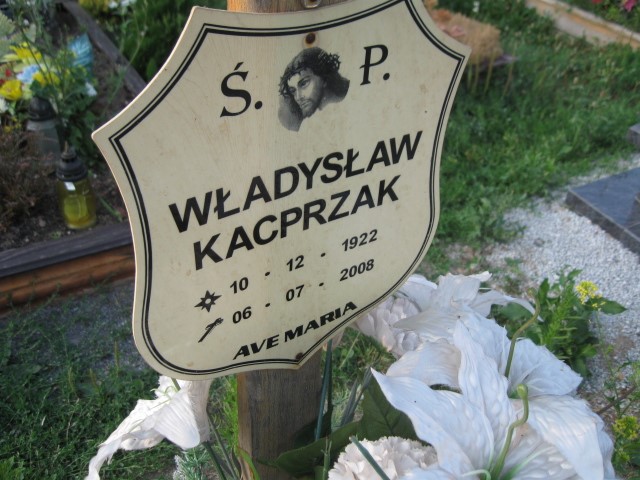 Ś. P.
WŁADYSŁAW
KACPRZAK
10 - 12 - 1922
06 - 07 - 2008
AVE MARIA